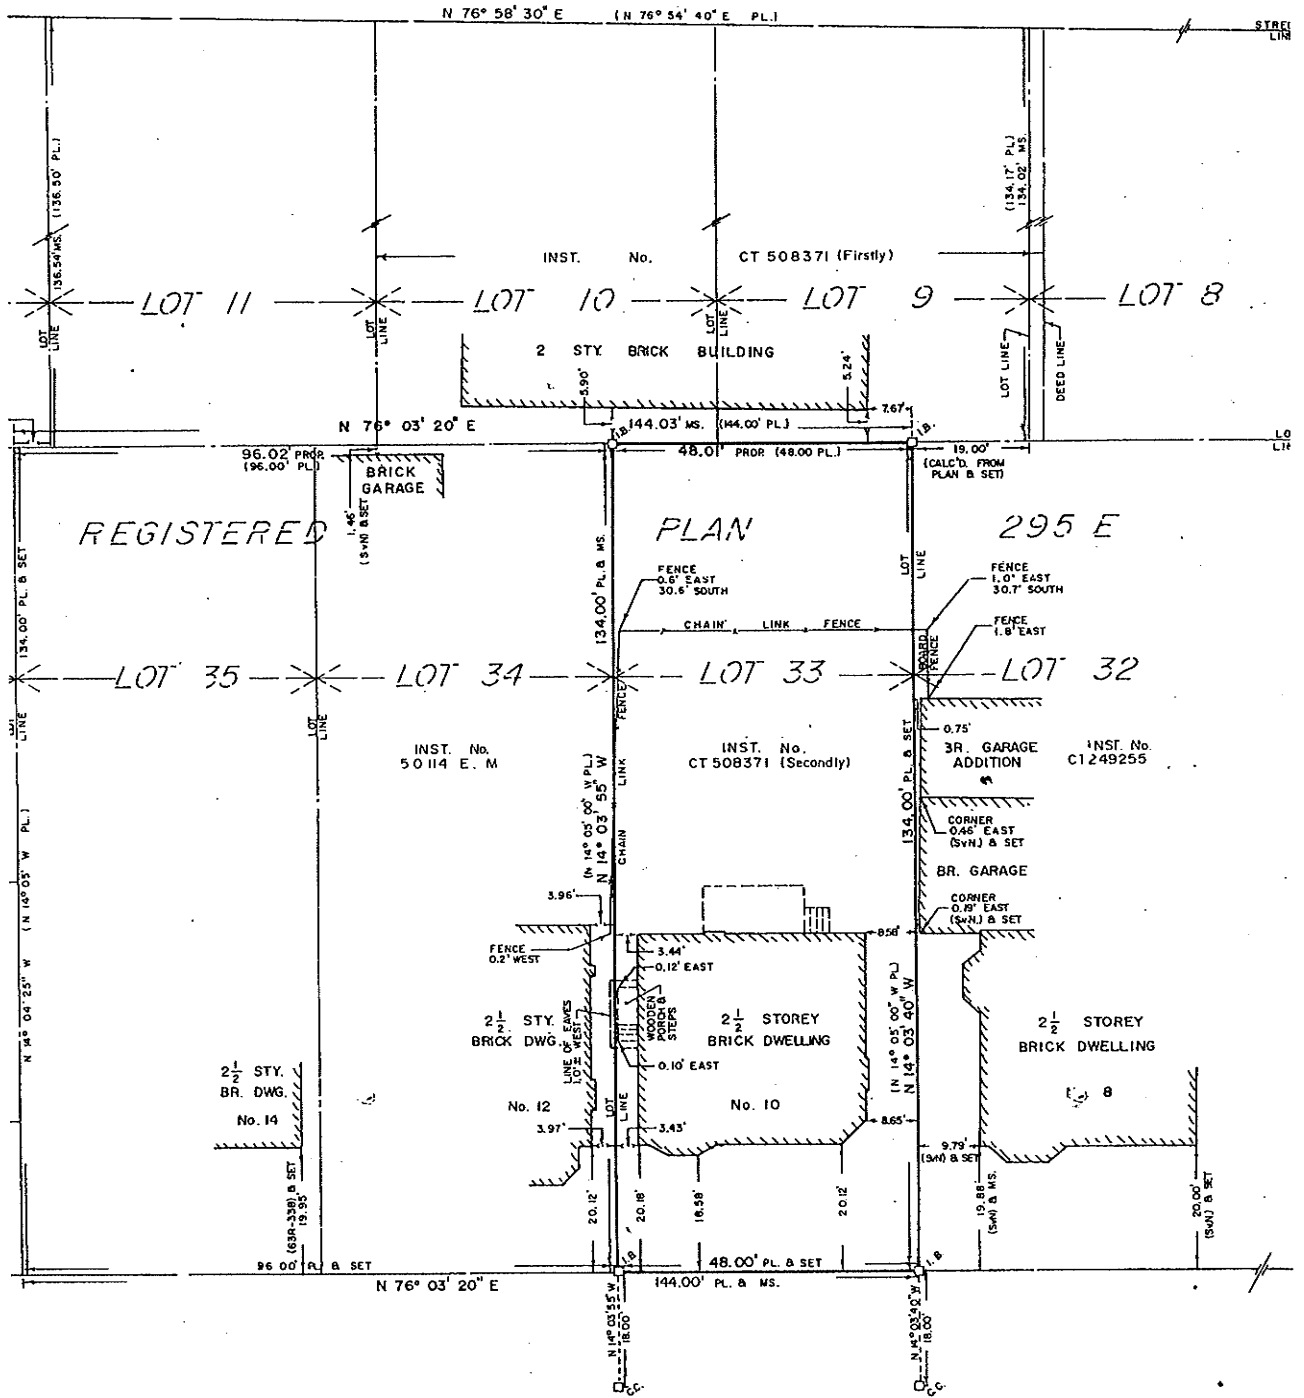 N 76° 58' 30" E (N 76° 54' 40" E PL.)
(136.50' PL.)
136.54' MS.
(134.17' PL.)
134.02' MS.
INST. No. CT 508371 (Firstly)
LOT 11
LOT 10
LOT 9
LOT 8
LOT LINE
LOT LINE
LOT LINE
LOT LINE
DEED LINE
2 STY. BRICK BUILDING
5.90'
5.24'
7.67'
N 76° 03' 20" E
144.03' MS. (144.00' PL.)
I.B.
I.B.
96.02' PROP.
(96.00' PL.)
48.01 PROP. (48.00 PL.)
19.00'
(CALC'D. FROM
PLAN & SET)
BRICK
GARAGE
1.46'
(SvN) & SET
REGISTERED PLAN 295 E
134.00' PL. & SET
134.00' PL. & MS.
LOT LINE
FENCE
0.6' EAST
30.6' SOUTH
FENCE
1.0' EAST
30.7' SOUTH
CHAIN LINK FENCE
FENCE
1.8' EAST
BOARD
FENCE
LOT 35
LOT 34
LOT 33
LOT 32
LOT LINE
LOT LINE
CHAIN LINK FENCE
INST. No.
50114 E. M
INST. No.
CT 508371 (Secondly)
0.75'
GARAGE
ADDITION
INST. No.
(N 14° 05' 00" W PL)
N 14° 03' 55" W
134.00' PL. & SET
CORNER
0.46' EAST
(SvN.) & SET
BR. GARAGE
CORNER
0.19' EAST
(SvN.) & SET
N 14° 04' 25" W (N 14° 05' W PL.)
3.96'
FENCE
0.2' WEST
3.44'
8.58'
0.12' EAST
WOODEN
PORCH &
STEPS
LINE OF EAVES
1.0' ± WEST
0.10' EAST
2½ STY.
BRICK DWG.
2½ STOREY
BRICK DWELLING
(N 14° 05' 00" W PL)
N 14° 03' 40" W
2½ STOREY
BRICK DWELLING
2½ STY.
BR. DWG.
No. 14
No. 12
LOT LINE
No. 10
8
3.97'
3.43'
8.65'
9.79'
(SvN) & SET
(63R-338) & SET
19.95'
20.12'
20.18'
18.58'
20.12
19.88'
(SvN) & MS.
20.00'
(SvN) & SET
I.B.
I.B.
96.00' PL. & SET
48.00' PL. & SET
N 76° 03' 20" E
144.00' PL. & MS.
N 14° 03' 55" W
18.00'
N 14° 03' 40" W
18.00'
C.C.
C.C.